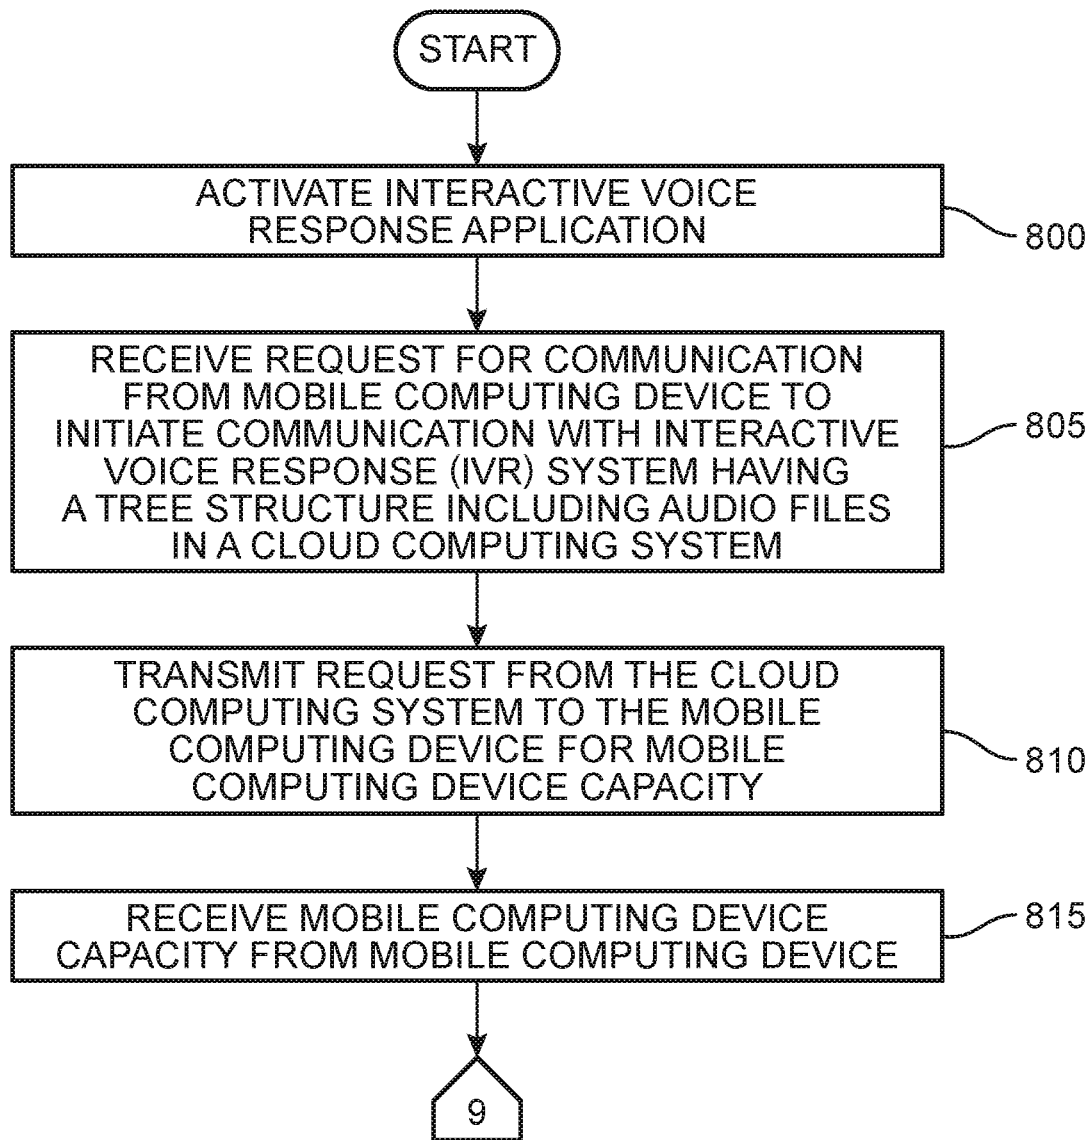 START
ACTIVATE INTERACTIVE VOICE
RESPONSE APPLICATION
800
RECEIVE REQUEST FOR COMMUNICATION
FROM MOBILE COMPUTING DEVICE TO
INITIATE COMMUNICATION WITH INTERACTIVE
VOICE RESPONSE (IVR) SYSTEM HAVING
A TREE STRUCTURE INCLUDING AUDIO FILES
IN A CLOUD COMPUTING SYSTEM
805
TRANSMIT REQUEST FROM THE CLOUD
COMPUTING SYSTEM TO THE MOBILE
COMPUTING DEVICE FOR MOBILE
COMPUTING DEVICE CAPACITY
810
RECEIVE MOBILE COMPUTING DEVICE
CAPACITY FROM MOBILE COMPUTING DEVICE
815
9